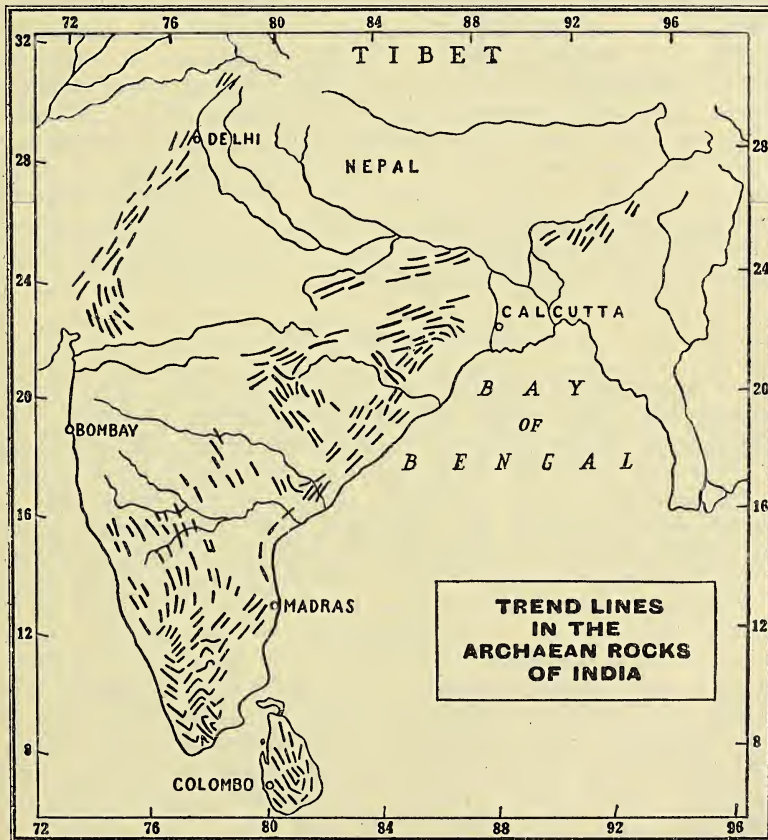 72 76 80 84 88 92 96
32
TIBET
DELHI
28 28
NEPAL
24 24
CALCUTTA
20 20
BAY
BOMBAY
OF
BENGAL
16 16
MADRAS
TRENDLINES
IN THE
ARCHAEAN ROCKS
OF INDIA
12 12
8 8
COLOMBO
72 76 80 84 88 92 96